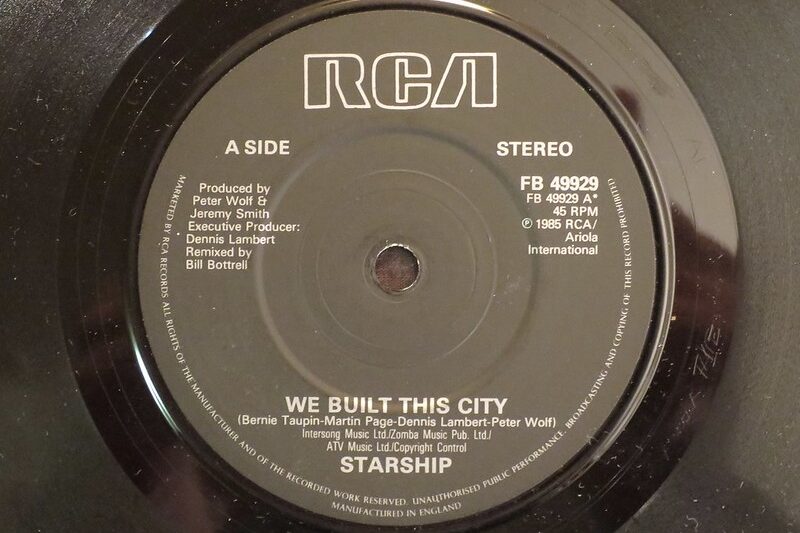 RCA
A SIDE
STEREO
Produced by
Peter Wolf &
Jeremy Smith
Executive Producer:
Dennis Lambert
Remixed by
Bill Bottrell
FB 49929
FB 49929 A*
45 RPM
℗ 1985 RCA/
Ariola
International
WE BUILT THIS CITY
(Bernie Taupin-Martin Page-Dennis Lambert-Peter Wolf)
Intersong Music Ltd./Zomba Music Pub. Ltd./
ATV Music Ltd./Copyright Control
STARSHIP
MARKETED BY RCA RECORDS. ALL RIGHTS OF THE MANUFACTURER AND OF THE RECORDED WORK RESERVED. UNAUTHORISED PUBLIC PERFORMANCE, BROADCASTING AND COPYING OF THIS RECORD PROHIBITED
MANUFACTURED IN ENGLAND